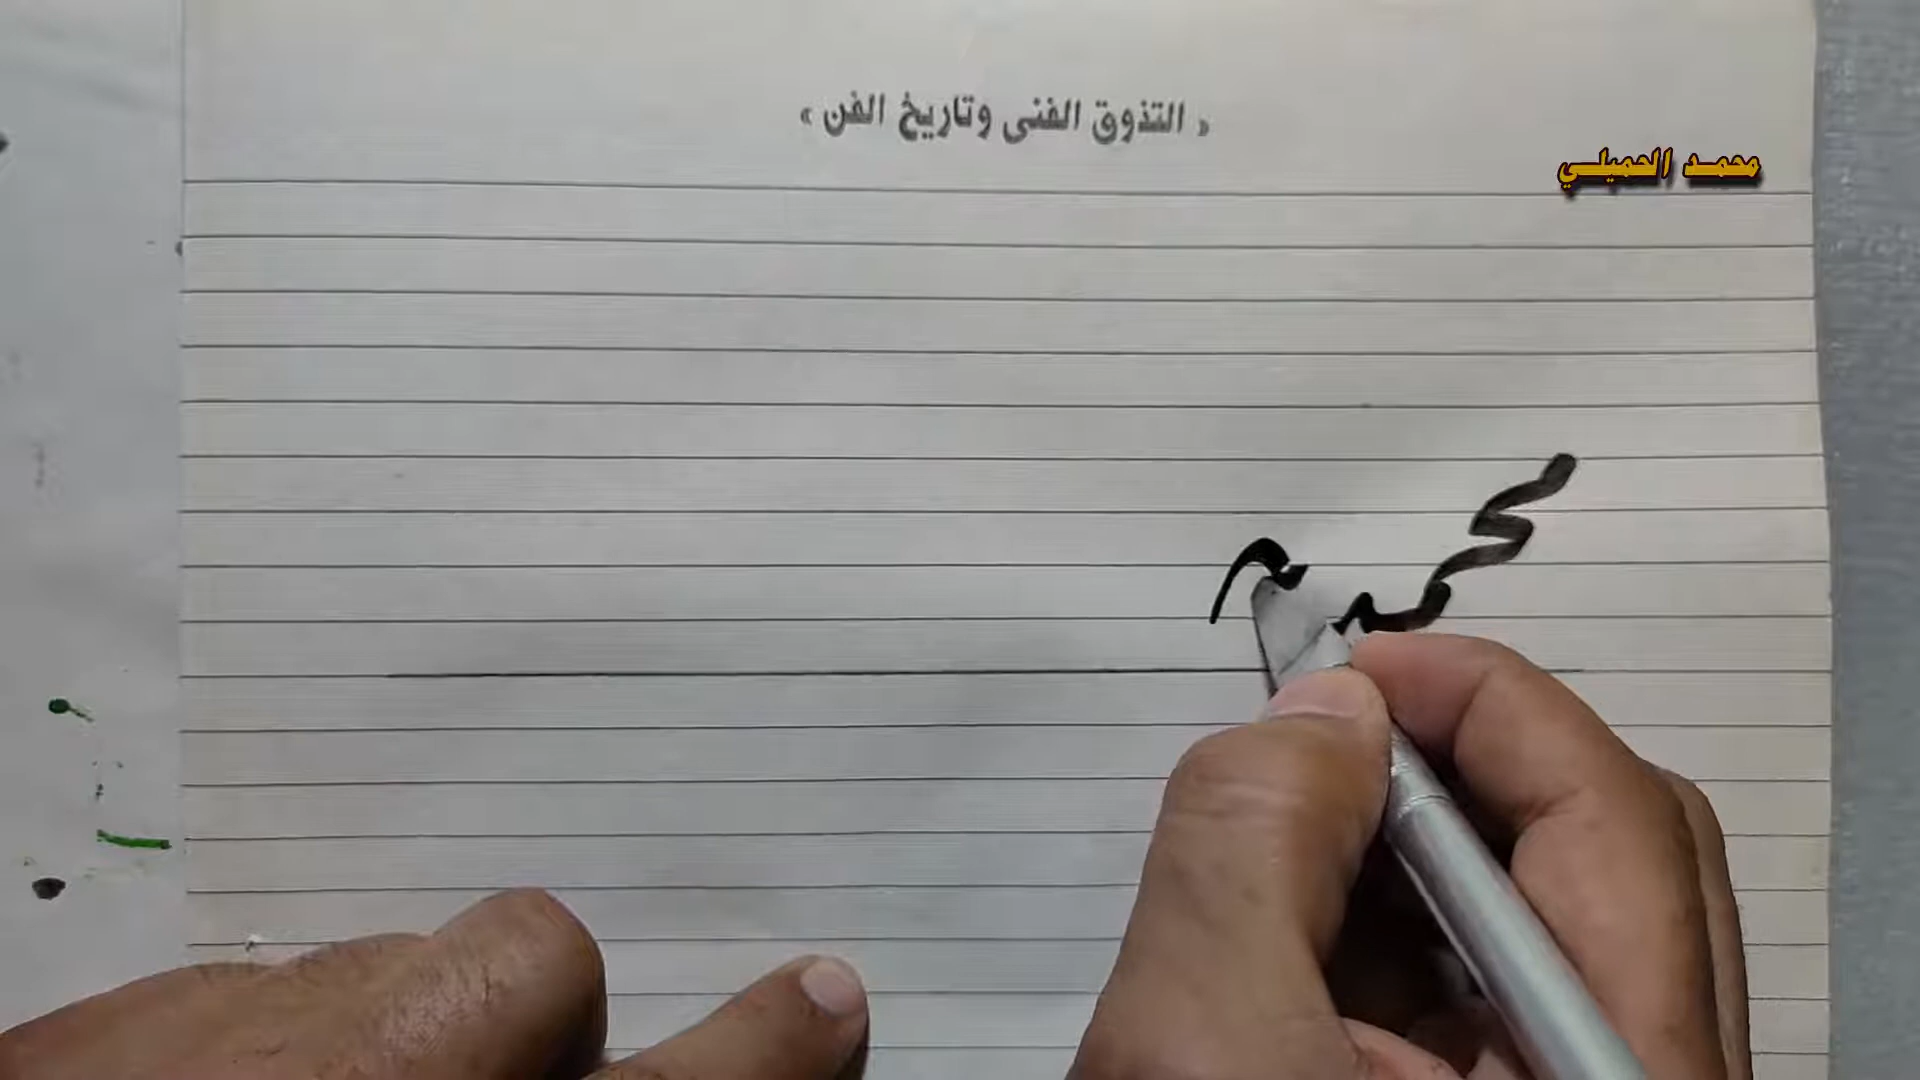 « التذوق الفنى وتاريخ الفن »
محمد الحميلي